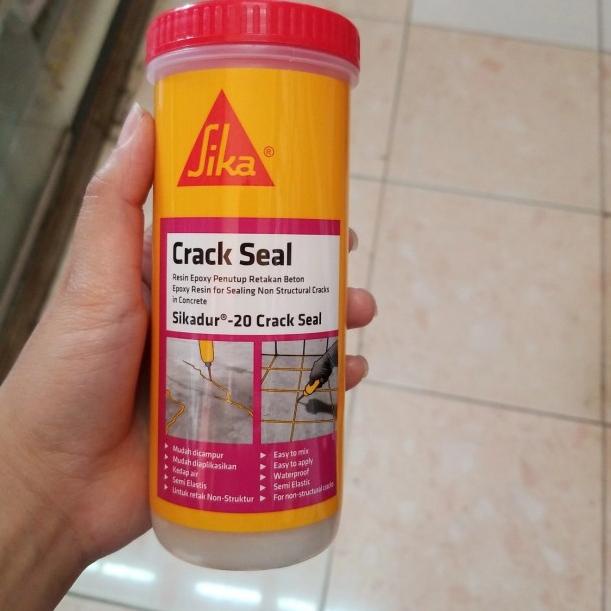 Sika®
Crack Seal
Resin Epoxy Penutup Retakan Beton
Epoxy Resin for Sealing Non Structural Cracks
in Concrete
Sikadur®-20 Crack Seal
Mudah dicampur
Mudah diaplikasikan
Kedap air
Semi Elastis
Untuk retak Non-Struktur
Easy to mix
Easy to apply
Waterproof
Semi Elastic
For non-structural cracks